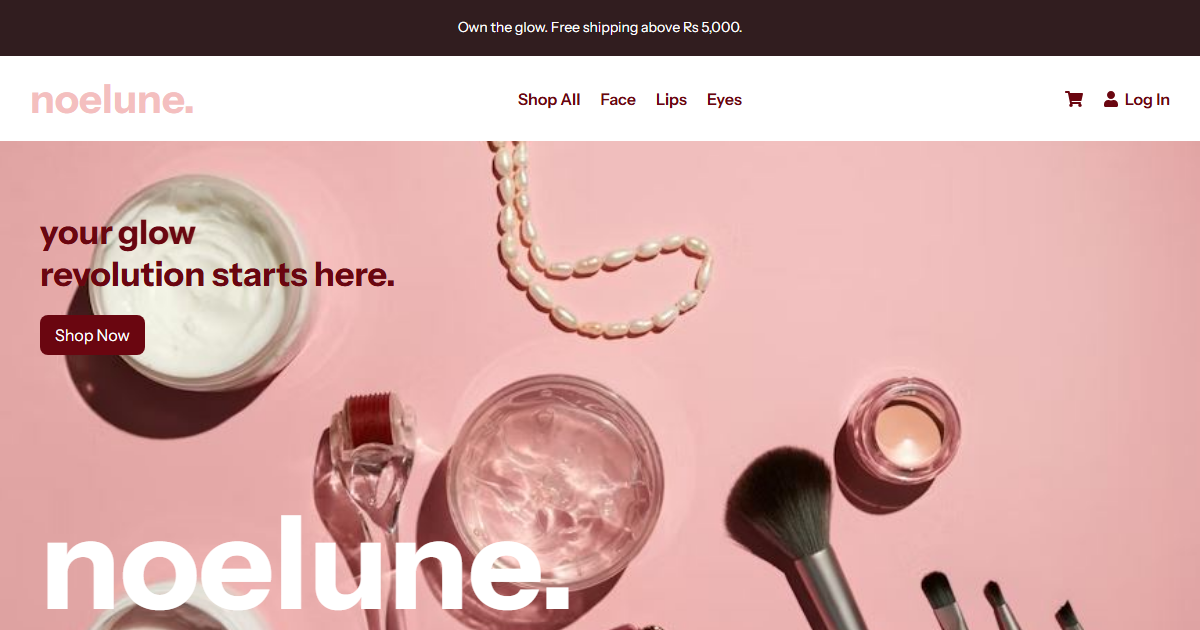 Own the glow. Free shipping above Rs 5,000.
noelune.
Shop All Face Lips Eyes
Log In
your glow
revolution starts here.
Shop Now
noelune.